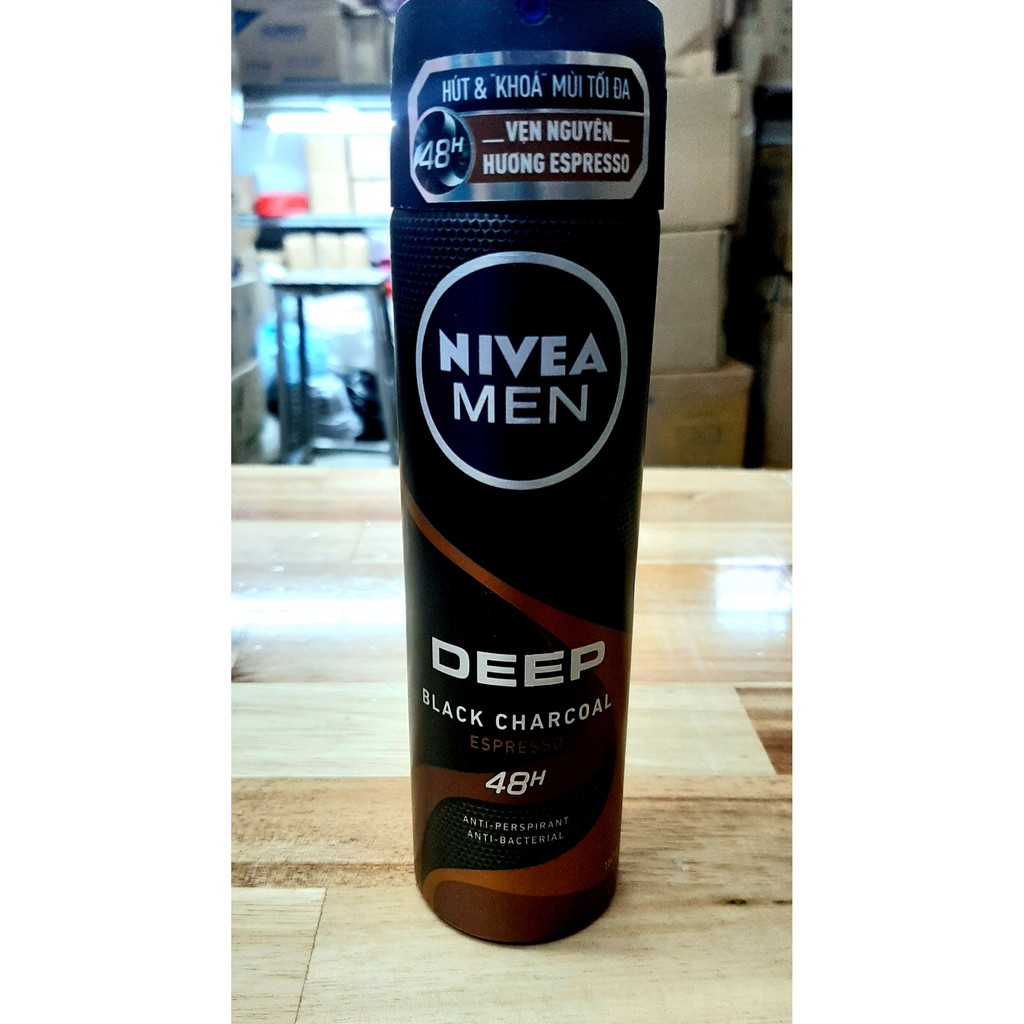 HÚT & "KHOÁ" MÙI TỐI ĐA
48H
VẸN NGUYÊN
HƯƠNG ESPRESSO
NIVEA
MEN
DEEP
BLACK CHARCOAL
ESPRESSO
48H
ANTI-PERSPIRANT
ANTI-BACTERIAL